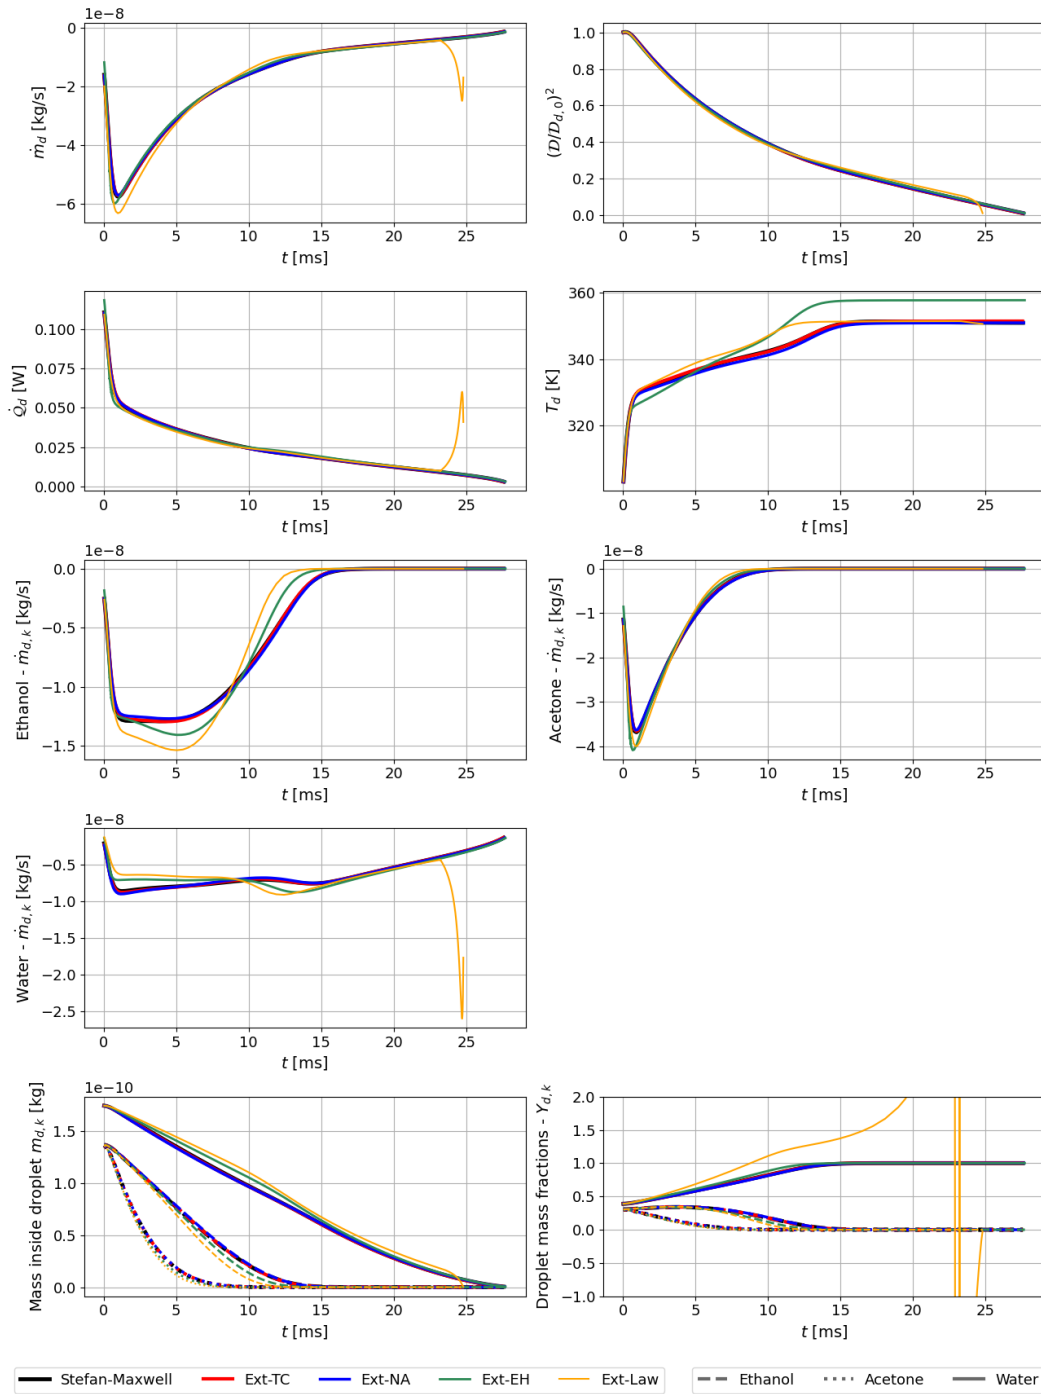 1e−8
0
−2
−4
−6
ṁ_d [kg/s]
0 5 10 15 20 25
t [ms]
1.0
0.8
0.6
0.4
0.2
0.0
(D/D_{d,0})²
0 5 10 15 20 25
t [ms]
0.100
0.075
0.050
0.025
0.000
Q̇_d [W]
0 5 10 15 20 25
t [ms]
360
340
320
T_d [K]
0 5 10 15 20 25
t [ms]
1e−8
0.0
−0.5
−1.0
−1.5
Ethanol - ṁ_{d,k} [kg/s]
0 5 10 15 20 25
t [ms]
1e−8
0
−1
−2
−3
−4
Acetone - ṁ_{d,k} [kg/s]
0 5 10 15 20 25
t [ms]
1e−8
−0.5
−1.0
−1.5
−2.0
−2.5
Water - ṁ_{d,k} [kg/s]
0 5 10 15 20 25
t [ms]
1e−10
1.5
1.0
0.5
0.0
Mass inside droplet m_{d,k} [kg]
0 5 10 15 20 25
t [ms]
2.0
1.5
1.0
0.5
0.0
−0.5
−1.0
Droplet mass fractions - Y_{d,k}
0 5 10 15 20 25
t [ms]
Stefan-Maxwell Ext-TC Ext-NA Ext-EH Ext-Law
Ethanol Acetone Water